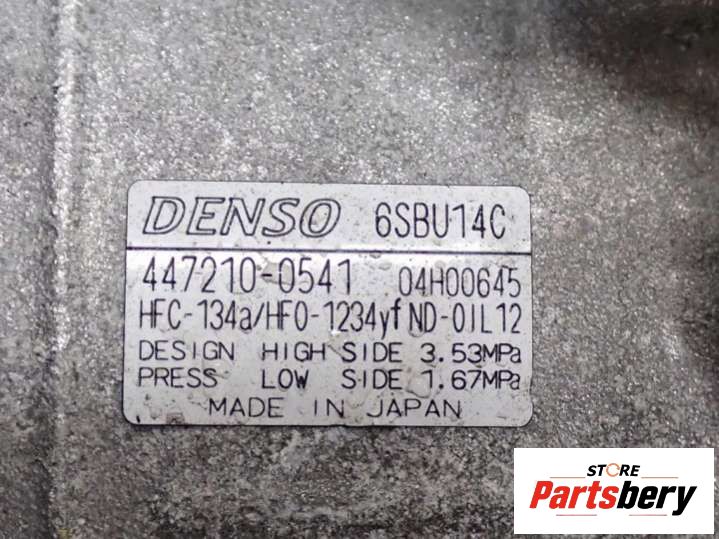 DENSO 6SBU14C
447210-0541 04H00645
HFC-134a/HFO-1234yf ND-OIL12
DESIGN HIGH SIDE 3.53MPa
PRESS LOW SIDE 1.67MPa
MADE IN JAPAN
STORE
Partsbery